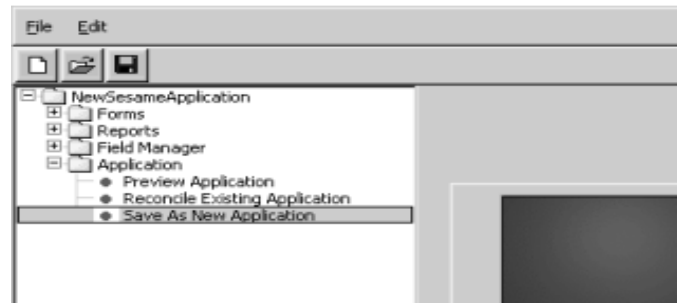 File Edit
NewSesameApplication
Forms
Reports
Field Manager
Application
Preview Application
Reconcile Existing Application
Save As New Application